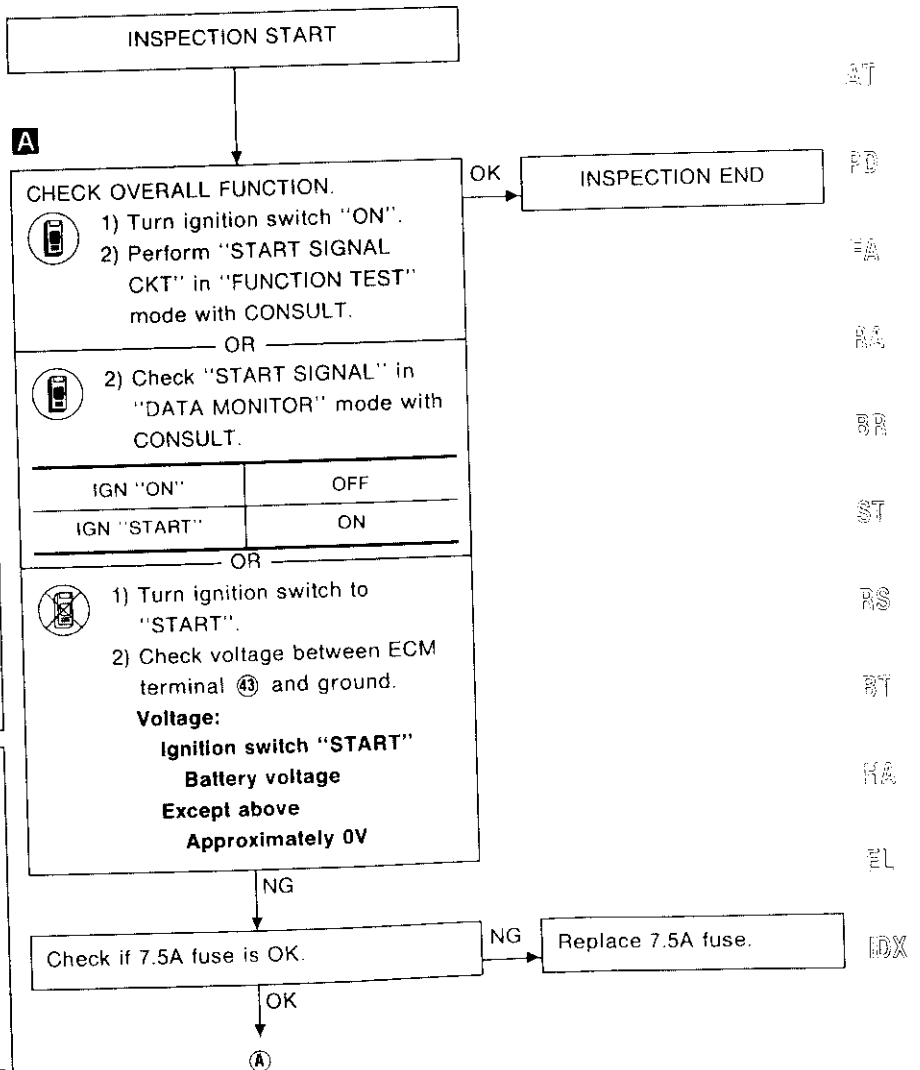 INSPECTION START
A
CHECK OVERALL FUNCTION.
1) Turn ignition switch "ON".
2) Perform "START SIGNAL
CKT" in "FUNCTION TEST"
mode with CONSULT.
OR
2) Check "START SIGNAL" in
"DATA MONITOR" mode with
CONSULT.
IGN "ON" OFF
IGN "START" ON
OR
1) Turn ignition switch to
"START".
2) Check voltage between ECM
terminal ㊸ and ground.
Voltage:
Ignition switch "START"
Battery voltage
Except above
Approximately 0V
OK
INSPECTION END
NG
Check if 7.5A fuse is OK.
NG
Replace 7.5A fuse.
OK
Ⓐ
AT
PD
FA
RA
BR
ST
RS
BT
HA
EL
IDX